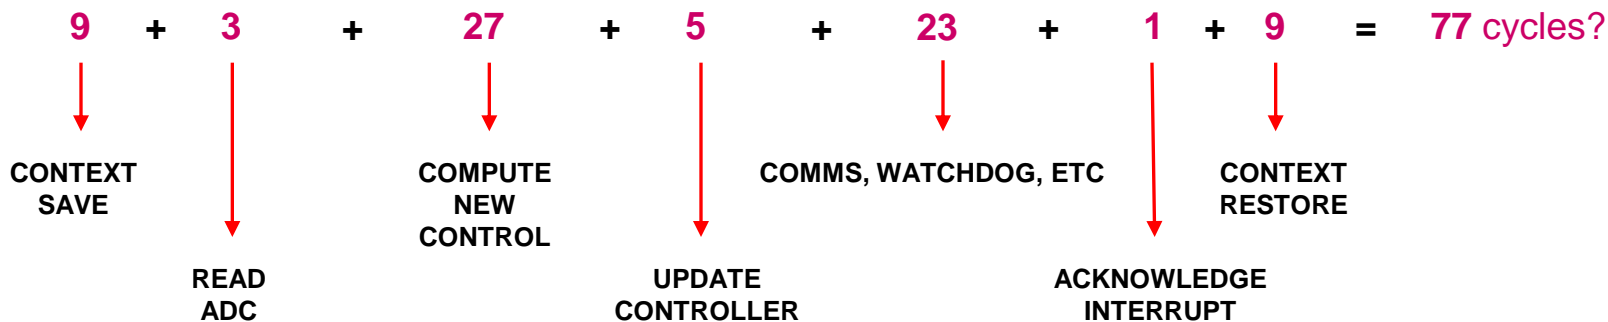 9 + 3 + 27 + 5 + 23 + 1 + 9 = 77 cycles?
CONTEXT
SAVE
COMPUTE
NEW
CONTROL
COMMS, WATCHDOG, ETC
CONTEXT
RESTORE
READ
ADC
UPDATE
CONTROLLER
ACKNOWLEDGE
INTERRUPT